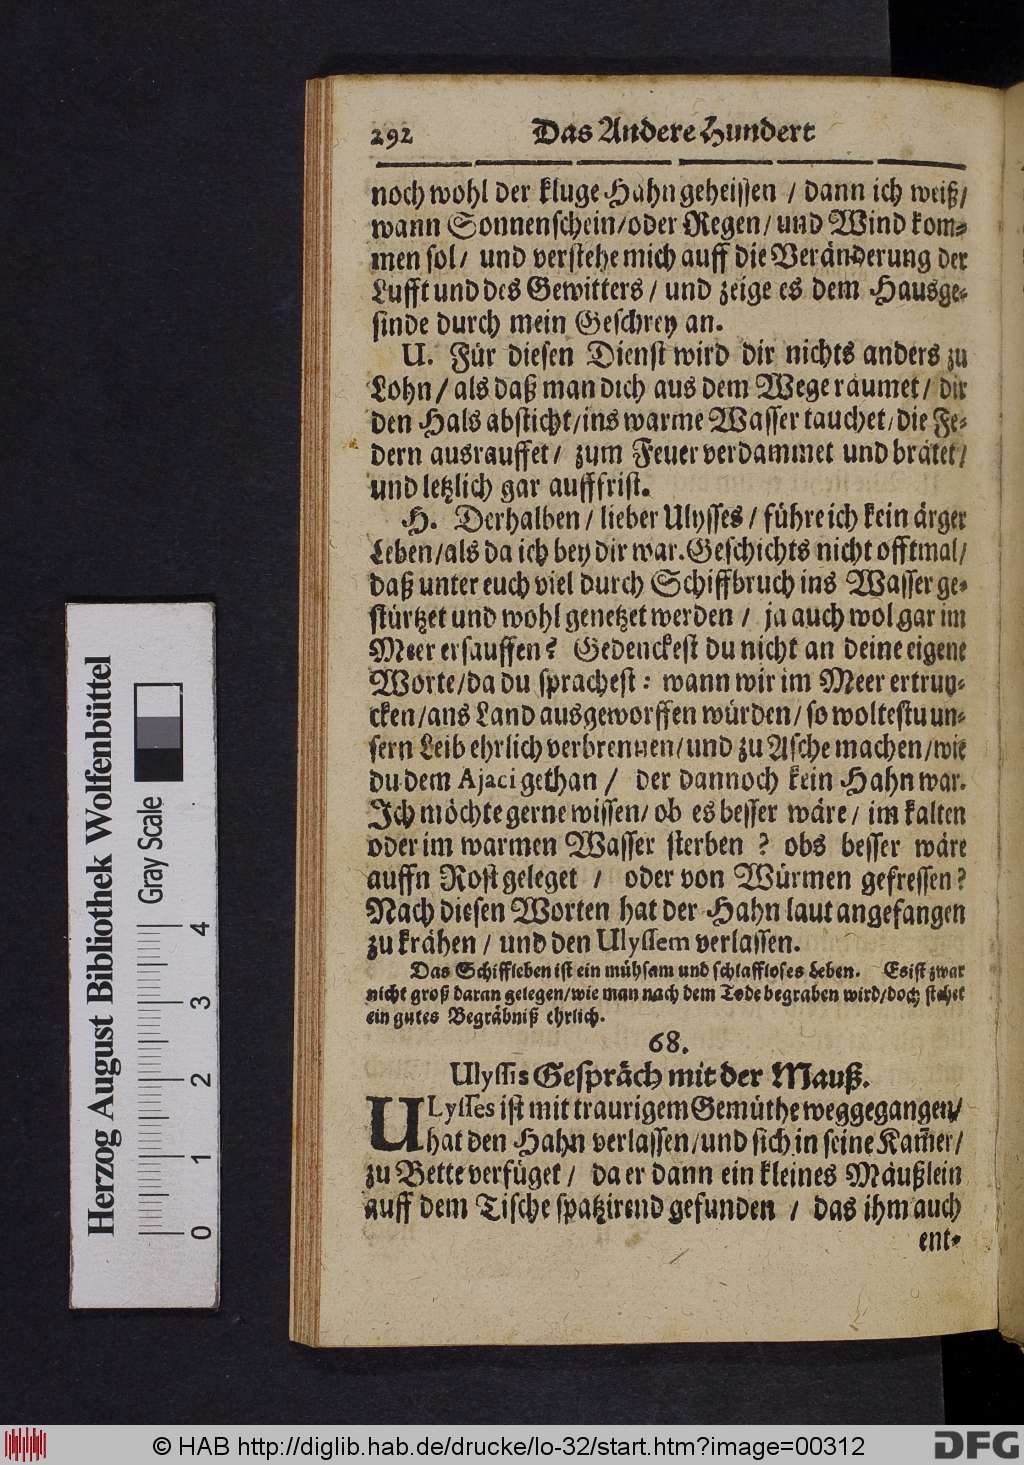 292 Das Andere Hundert
noch wohl der kluge Hahn geheissen / dann ich weiß/
wann Sonnenschein/oder Regen/ und Wind kom-
men sol/ und verstehe mich auff die Veränderung der
Lufft und des Gewitters / und zeige es dem Hausge-
sinde durch mein Geschrey an.
U. Für diesen Dienst wird dir nichts anders zu
Lohn / als daß man dich aus dem Wege räumet / dir
den Hals absticht/ins warme Wasser tauchet/die Fe-
dern ausrauffet/ zum Feuer verdammet und brätet/
und letzlich gar aufffrist.
H. Derhalben / lieber Ulysses / führe ich kein ärger
Leben/als da ich bey dir war. Geschichts nicht offtmal/
daß unter euch viel durch Schiffbruch ins Wasser ge-
stürtzet und wohl genetzet werden / ja auch wol gar im
Meer ersauffen? Gedenckest du nicht an deine eigene
Worte/da du sprachest: wann wir im Meer ertrun-
cken/ans Land ausgeworffen würden/ so woltestu un-
sern Leib ehrlich verbrennen/und zu Asche machen/wie
du dem Ajaci gethan / der dannoch kein Hahn war.
Ich möchte gerne wissen/ ob es besser wäre / im kalten
oder im warmen Wasser sterben ? obs besser wäre
auffn Rost geleget / oder von Würmen gefressen?
Nach diesen Worten hat der Hahn laut angefangen
zu krähen / und den Ulyssem verlassen.
Das Schiffleben ist ein mühsam und schlaffloses Leben. Es ist zwar
nicht groß daran gelegen/wie man nach dem Tode begraben wird/doch stehet
ein gutes Begräbniß ehrlich.
68.
Ulyssis Gespräch mit der Mauß.
ULysses ist mit traurigem Gemüthe weggegangen/
hat den Hahn verlassen/und sich in seine Kam̄er/
zu Bette verfüget / da er dann ein kleines Mäußlein
auff dem Tische spatzirend gefunden / das ihm auch
ent-
Herzog August Bibliothek Wolfenbüttel
Gray Scale
0 1 2 3 4
© HAB http://diglib.hab.de/drucke/lo-32/start.htm?image=00312
DFG